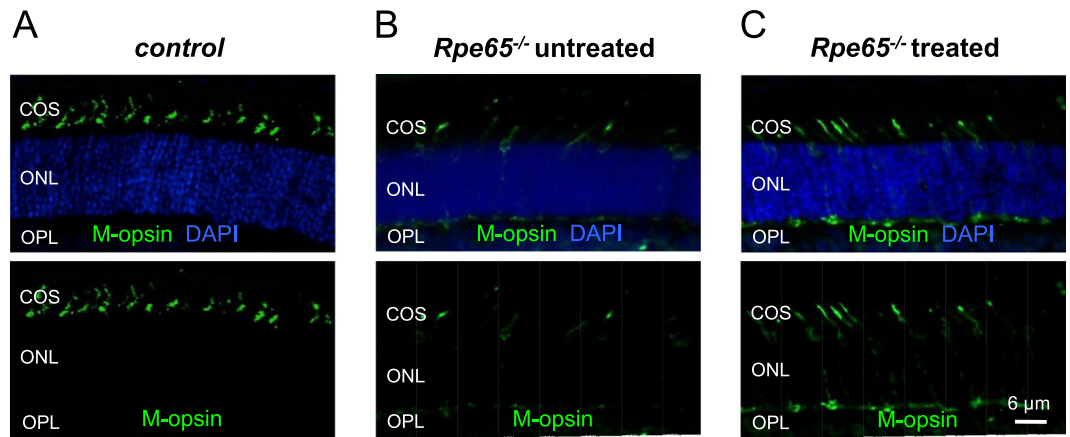 A
control
COS
ONL
OPL
M-opsin DAPI
COS
ONL
OPL
M-opsin
B
Rpe65-/- untreated
COS
ONL
OPL
M-opsin DAPI
COS
ONL
OPL
M-opsin
C
Rpe65-/- treated
COS
ONL
OPL
M-opsin DAPI
COS
ONL
OPL
M-opsin
6 µm